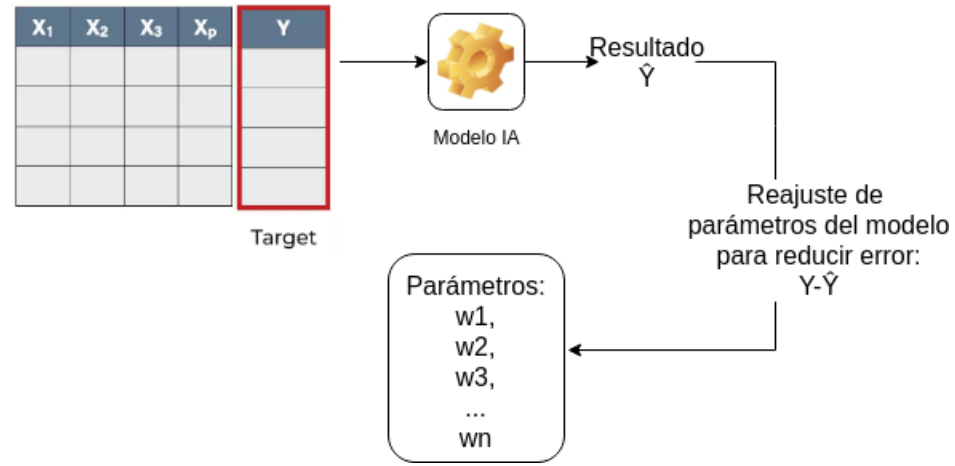 X₁ X₂ X₃ Xₚ Y
Target
Modelo IA
Resultado
Ŷ
Reajuste de
parámetros del modelo
para reducir error:
Y-Ŷ
Parámetros:
w1,
w2,
w3,
...
wn